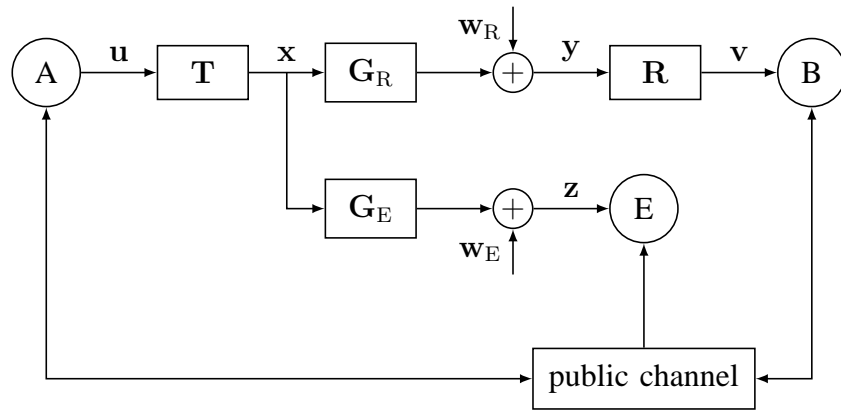 w_R
A u T x G_R + y R v B
G_E + z E
w_E
public channel